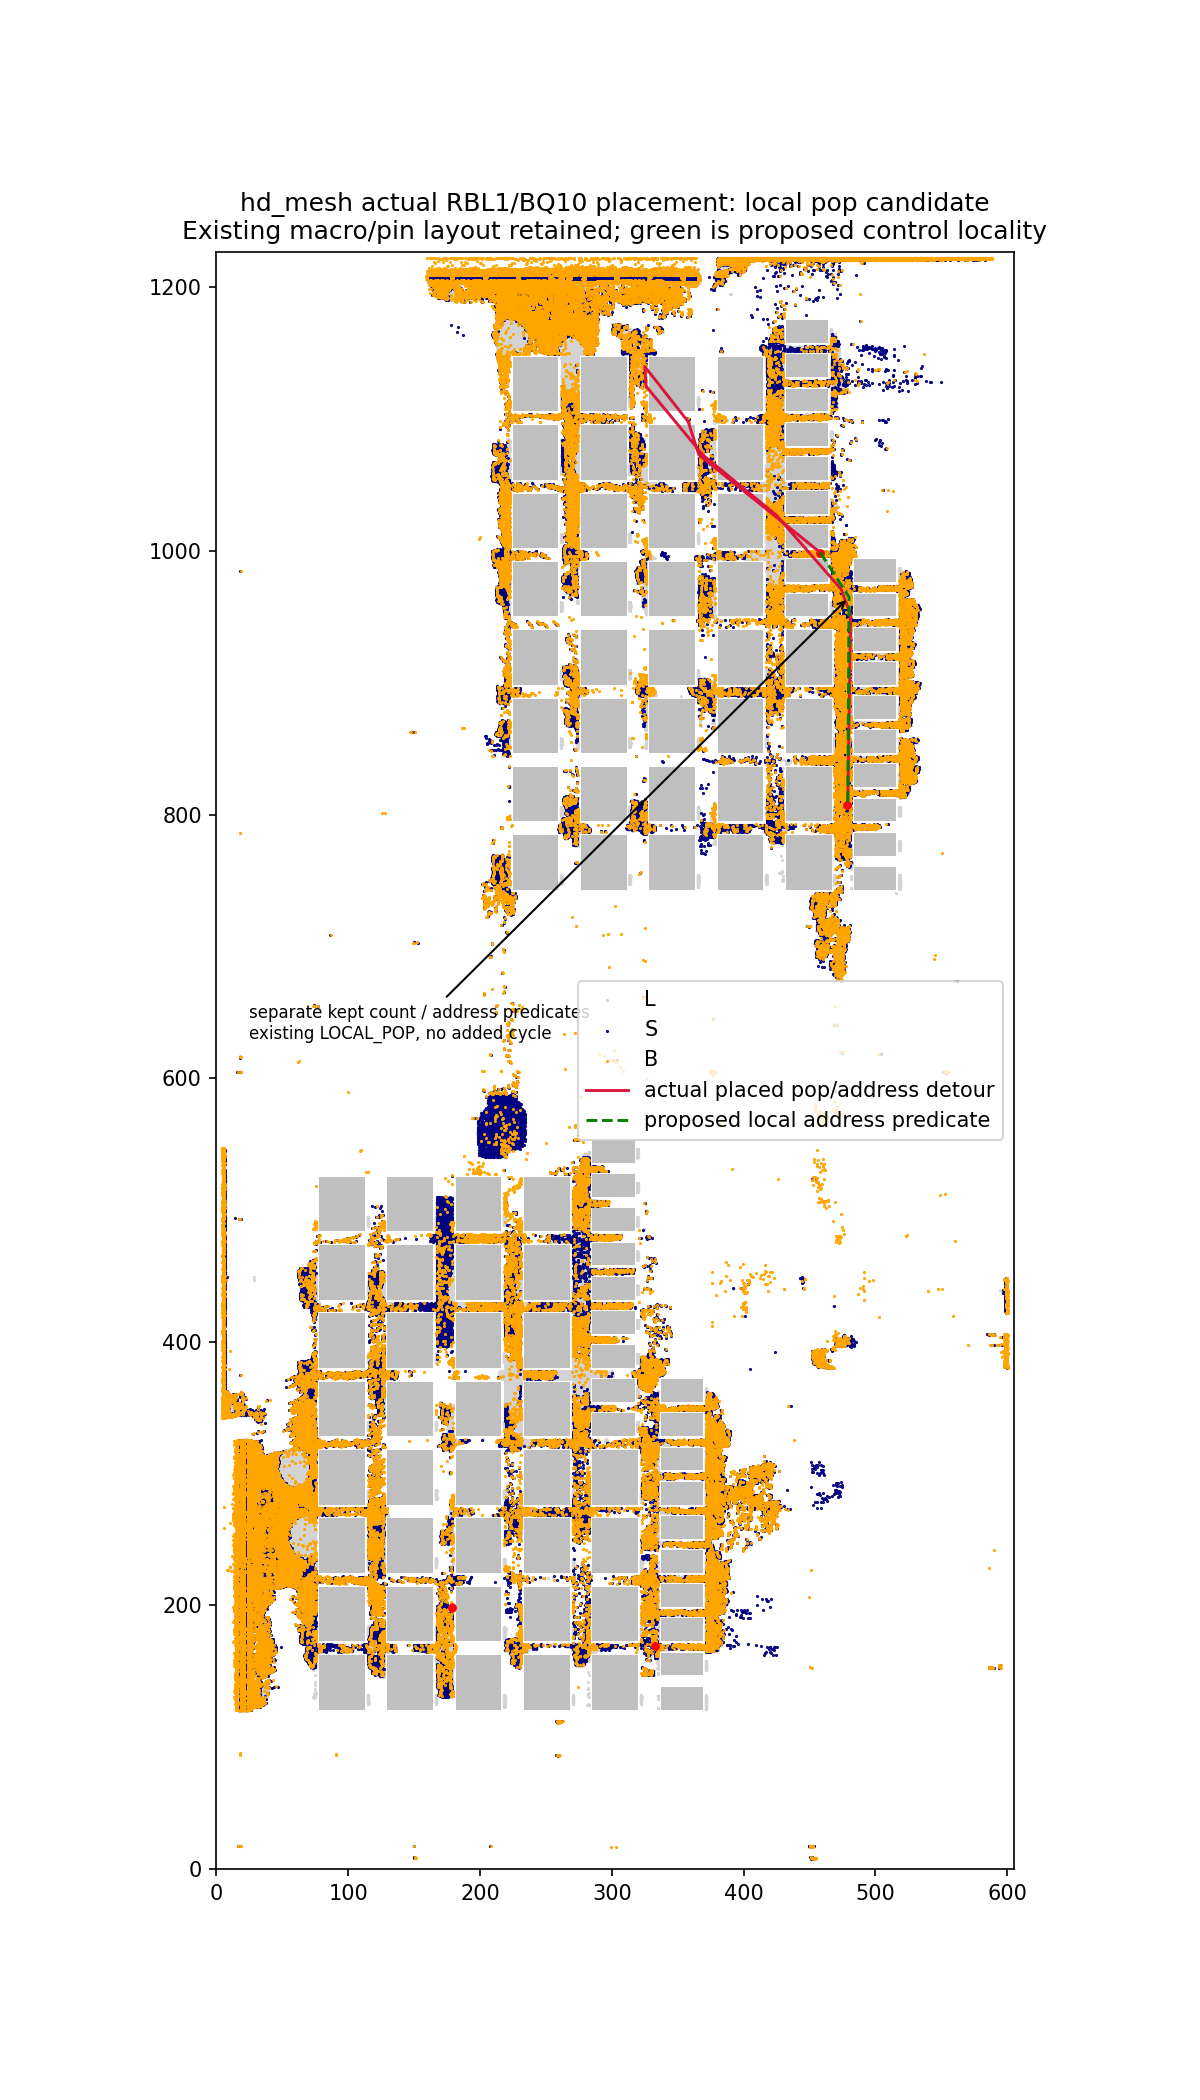 hd_mesh actual RBL1/BQ10 placement: local pop candidate
Existing macro/pin layout retained; green is proposed control locality
1200
1000
800
600
400
200
0
separate kept count / address predicates
existing LOCAL_POP, no added cycle
L
S
B
actual placed pop/address detour
proposed local address predicate
0 100 200 300 400 500 600